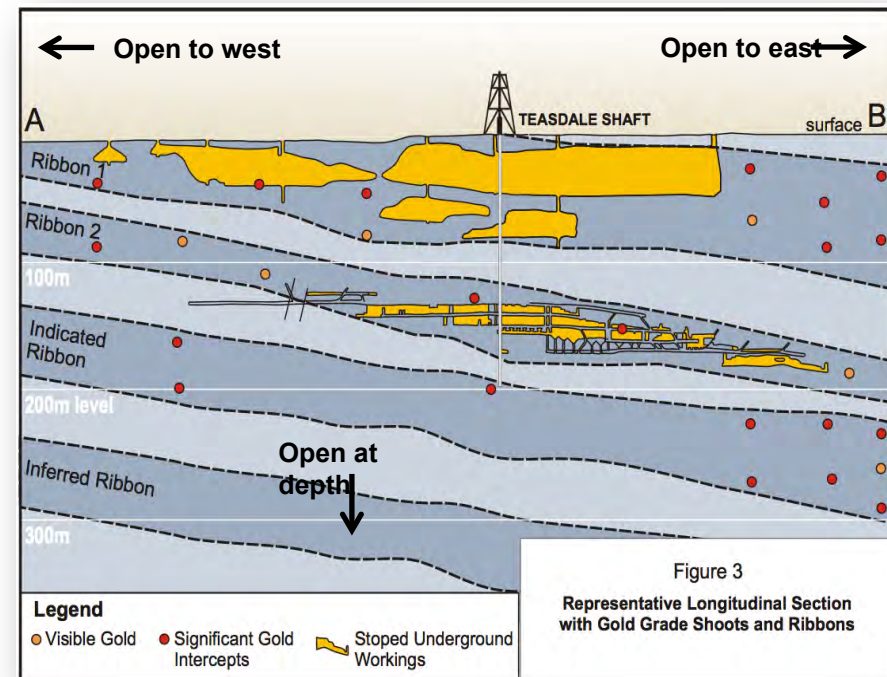 Open to west
Open to east
A
TEASDALE SHAFT
surface
B
Ribbon 1
Ribbon 2
100m
Indicated
Ribbon
200m level
Open at
depth
Inferred Ribbon
300m
Figure 3
Representative Longitudinal Section
with Gold Grade Shoots and Ribbons
Legend
Visible Gold
Significant Gold
Intercepts
Stoped Underground
Workings